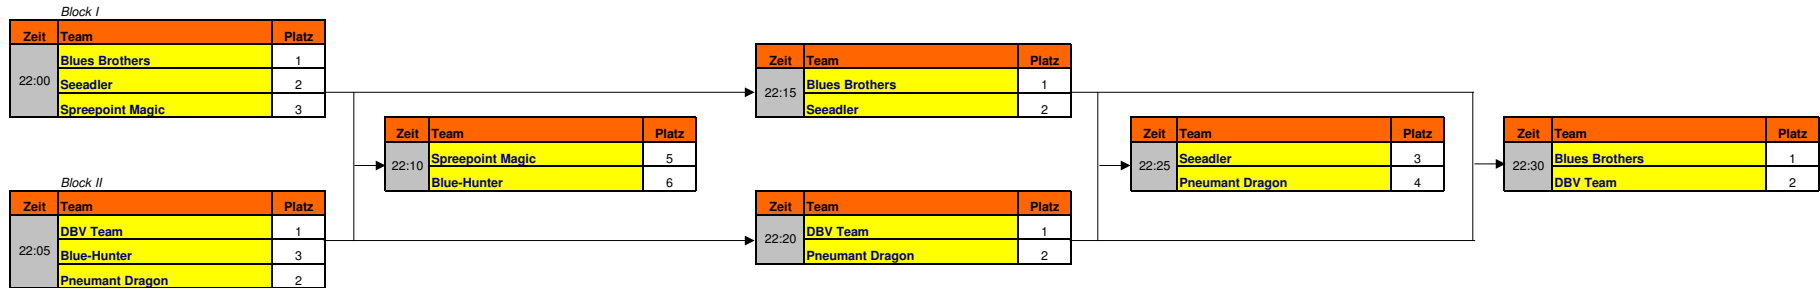 Block I
Zeit Team Platz
22:00
Blues Brothers 1
Seeadler 2
Spreepoint Magic 3
Block II
Zeit Team Platz
22:05
DBV Team 1
Blue-Hunter 3
Pneumant Dragon 2
Zeit Team Platz
22:10
Spreepoint Magic 5
Blue-Hunter 6
Zeit Team Platz
22:15
Blues Brothers 1
Seeadler 2
Zeit Team Platz
22:20
DBV Team 1
Pneumant Dragon 2
Zeit Team Platz
22:25
Seeadler 3
Pneumant Dragon 4
Zeit Team Platz
22:30
Blues Brothers 1
DBV Team 2